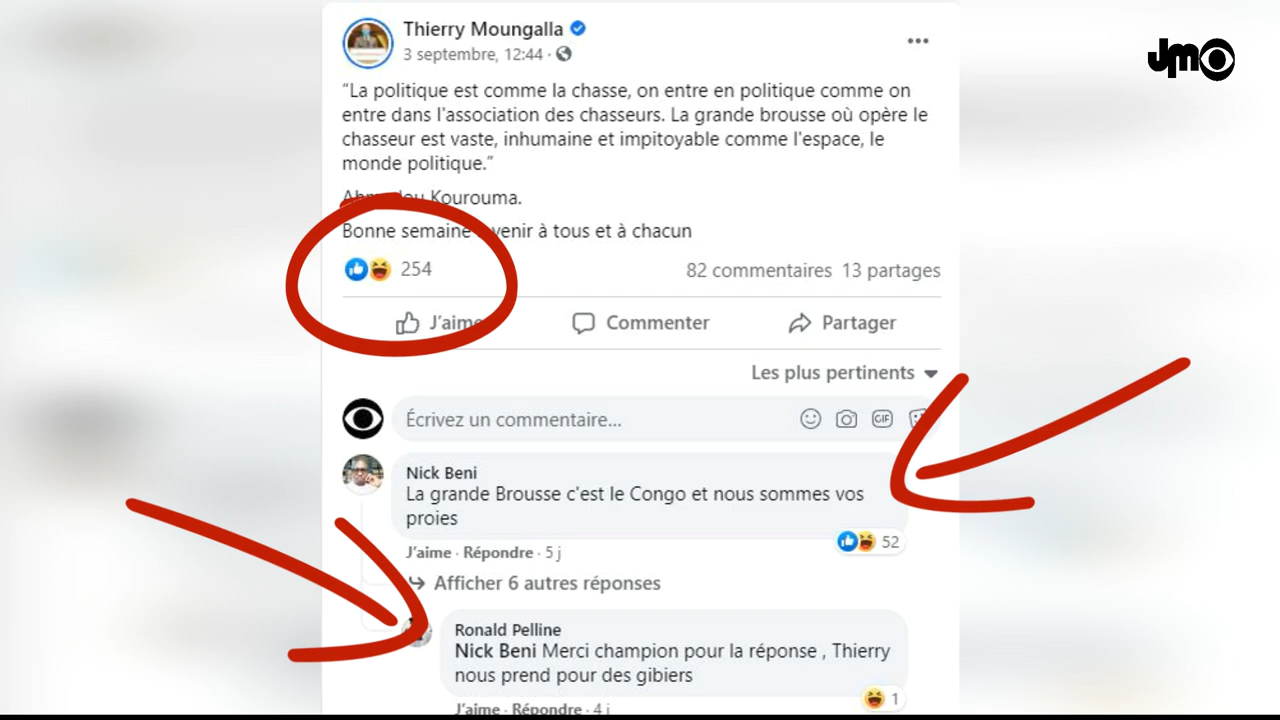 Thierry Moungalla
3 septembre, 12:44 ·
JMO
“La politique est comme la chasse, on entre en politique comme on
entre dans l'association des chasseurs. La grande brousse où opère le
chasseur est vaste, inhumaine et impitoyable comme l'espace, le
monde politique.”
Kourouma.
Bonne semaine venir à tous et à chacun
254
82 commentaires 13 partages
J'aime
Commenter
Partager
Les plus pertinents
Écrivez un commentaire...
GIF
Nick Beni
La grande Brousse c'est le Congo et nous sommes vos
proies
52
J'aime · Répondre · 5 j
Afficher 6 autres réponses
Ronald Pelline
Nick Beni Merci champion pour la réponse , Thierry
nous prend pour des gibiers
1
J'aime · Répondre · 4 j